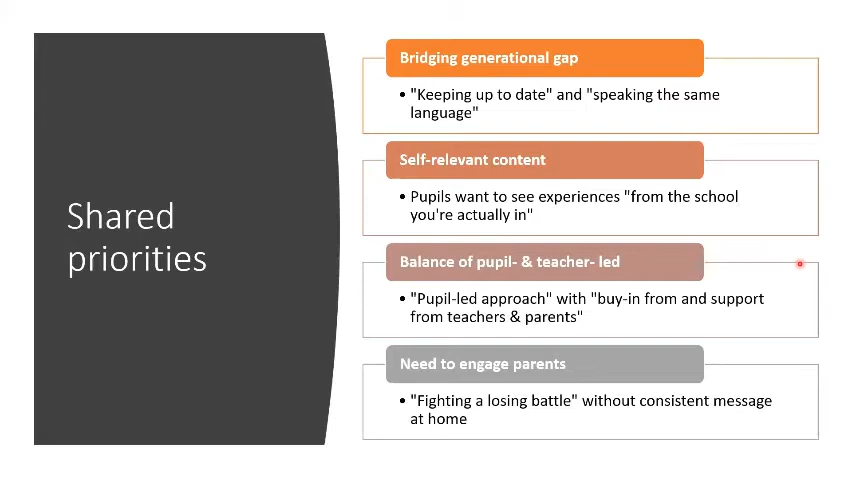 Shared
priorities
Bridging generational gap
• "Keeping up to date" and "speaking the same
language"
Self-relevant content
• Pupils want to see experiences "from the school
you're actually in"
Balance of pupil- & teacher- led
• "Pupil-led approach" with "buy-in from and support
from teachers & parents"
Need to engage parents
• "Fighting a losing battle" without consistent message
at home